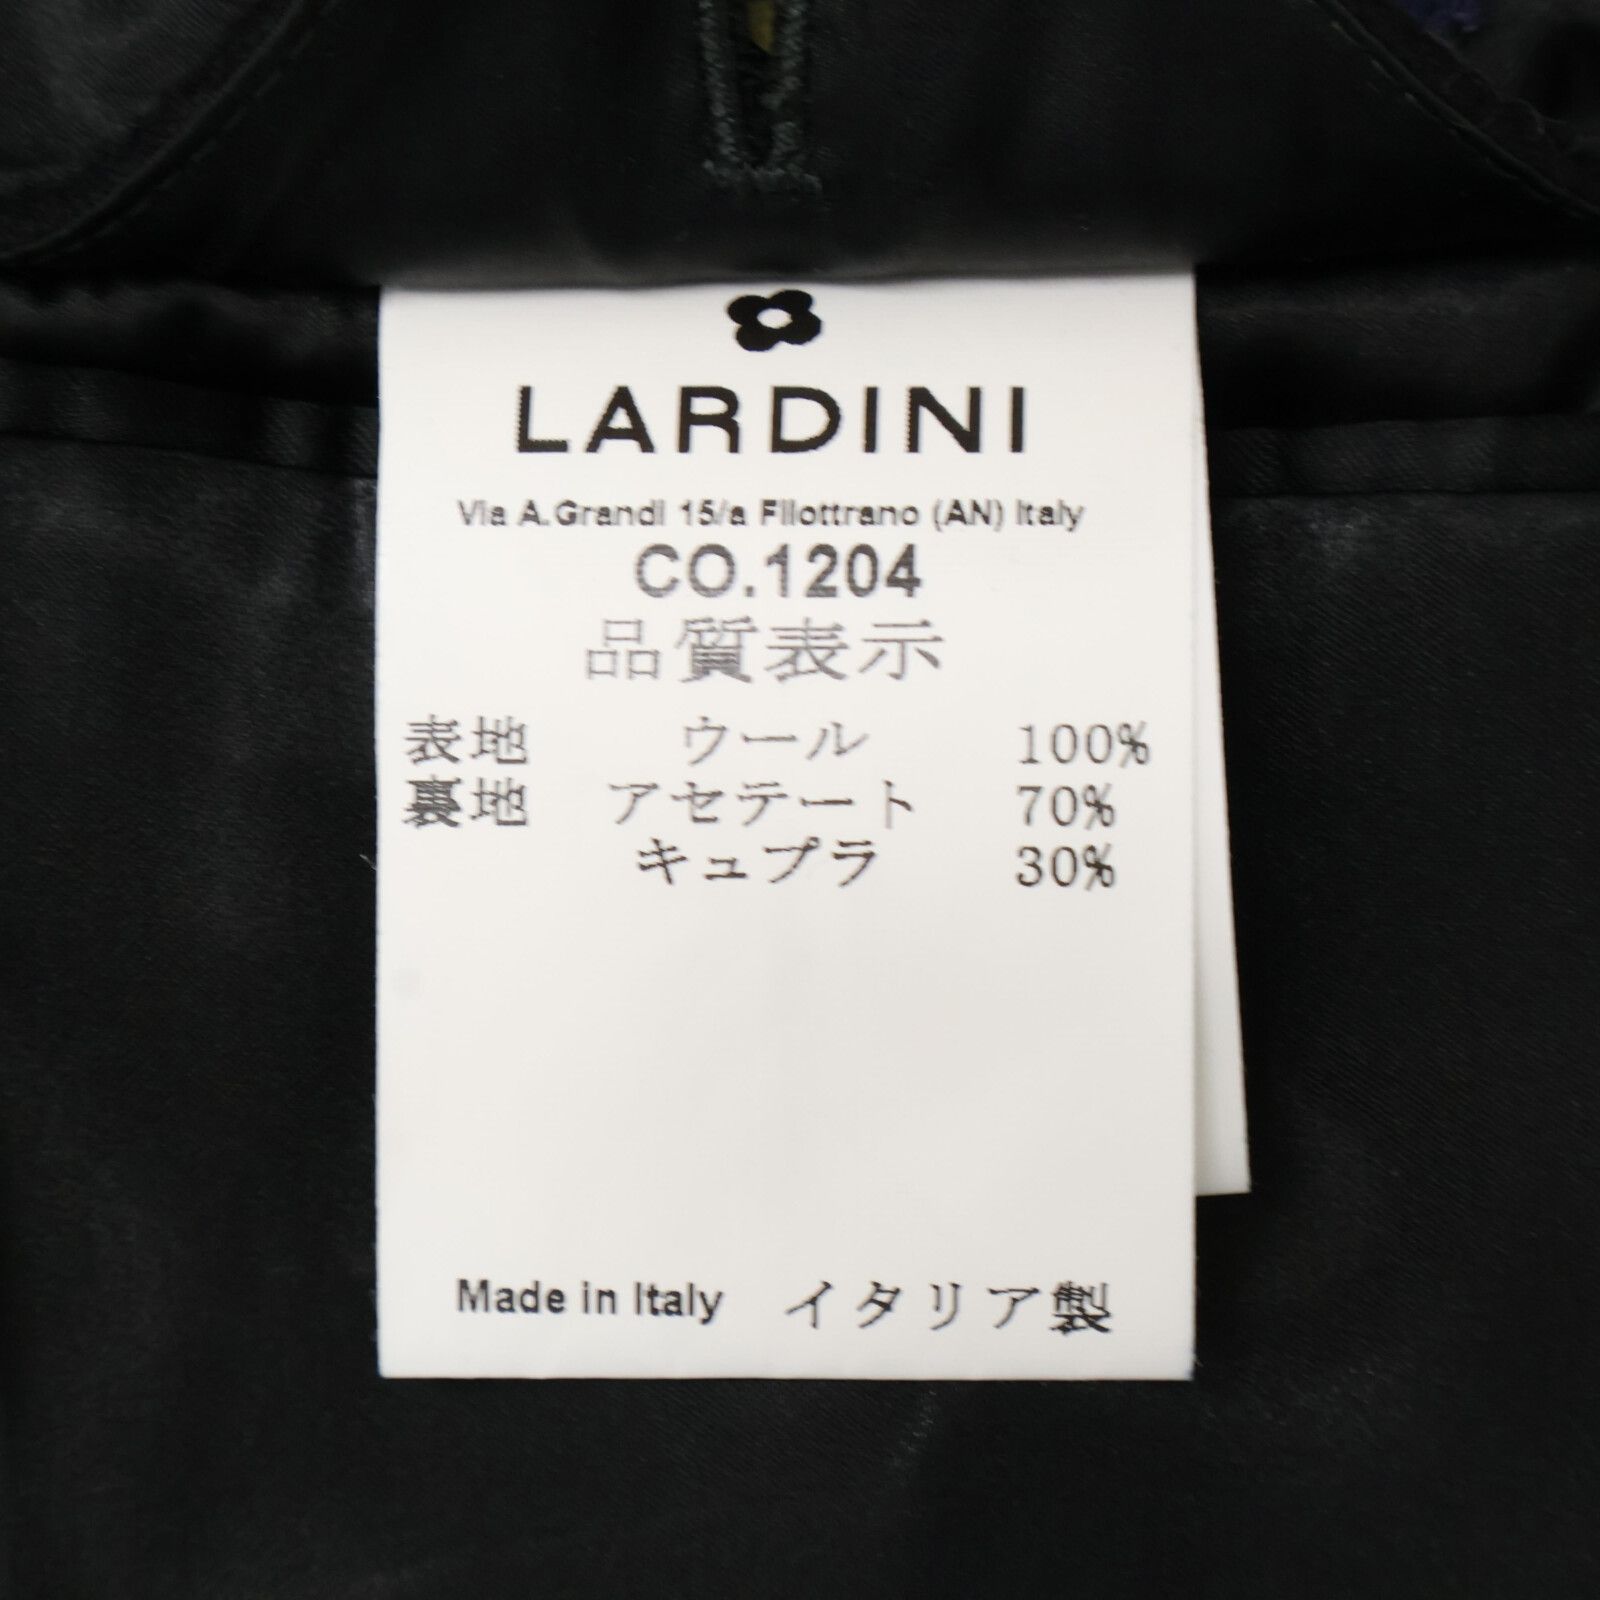 LARDINI
Via A.Grandi 15/a Filottrano (AN) Italy
CO.1204
品質表示
表地 ウール 100%
裏地 アセテート 70%
キュプラ 30%
Made in Italy イタリア製